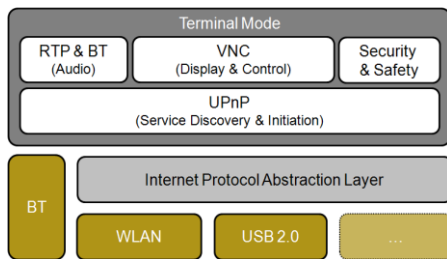 Terminal Mode
RTP & BT
(Audio)
VNC
(Display & Control)
Security
& Safety
UPnP
(Service Discovery & Initiation)
BT
Internet Protocol Abstraction Layer
WLAN
USB 2.0
...